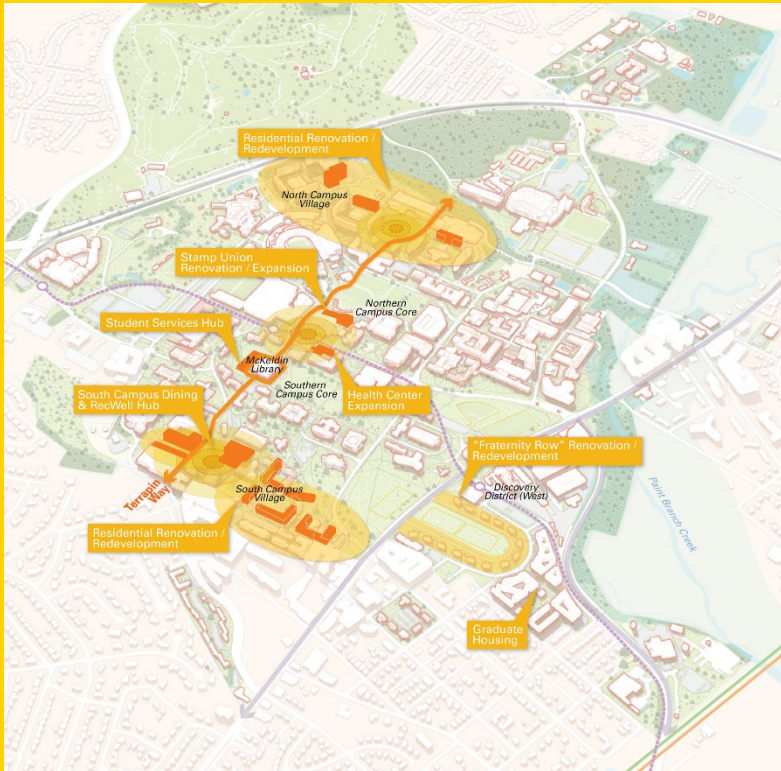 Residential Renovation /
Redevelopment
North Campus
Village
Stamp Union
Renovation / Expansion
Northern
Campus Core
Student Services Hub
McKeldin
Library
Southern
Campus Core
Health Center
Expansion
South Campus Dining
& RecWell Hub
"Fraternity Row" Renovation /
Redevelopment
Discovery
District (West)
Terrapin
Way
South Campus
Village
Paint Branch Creek
Residential Renovation /
Redevelopment
Graduate
Housing